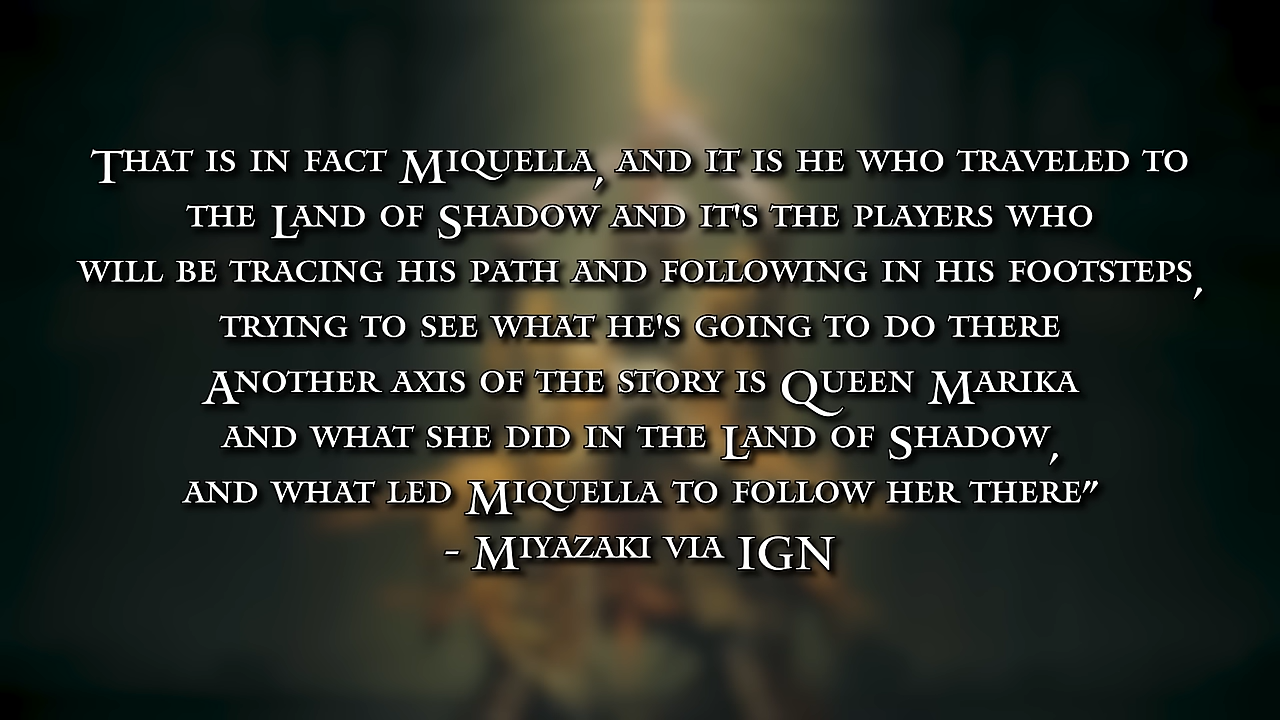 That is in fact Miquella, and it is he who traveled to
the Land of Shadow and it's the players who
will be tracing his path and following in his footsteps,
trying to see what he's going to do there
Another axis of the story is Queen Marika
and what she did in the Land of Shadow,
and what led Miquella to follow her there"
- Miyazaki via IGN